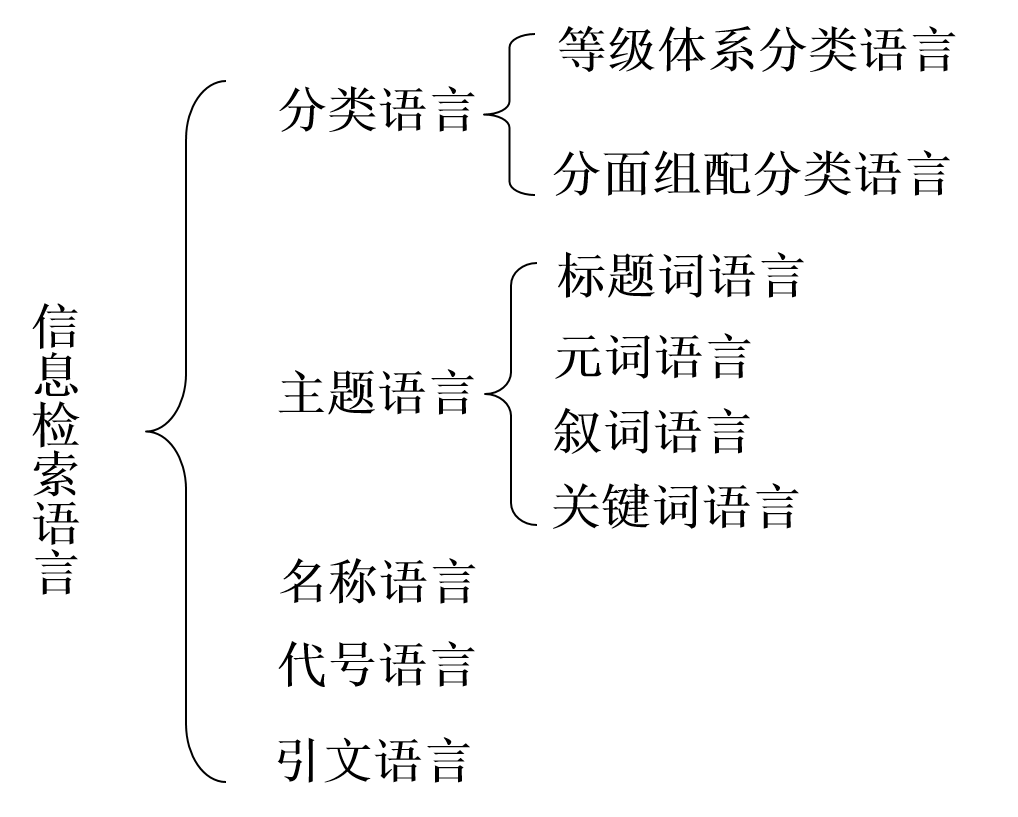 信息检索语言
分类语言
等级体系分类语言
分面组配分类语言
主题语言
标题词语言
元词语言
叙词语言
关键词语言
名称语言
代号语言
引文语言